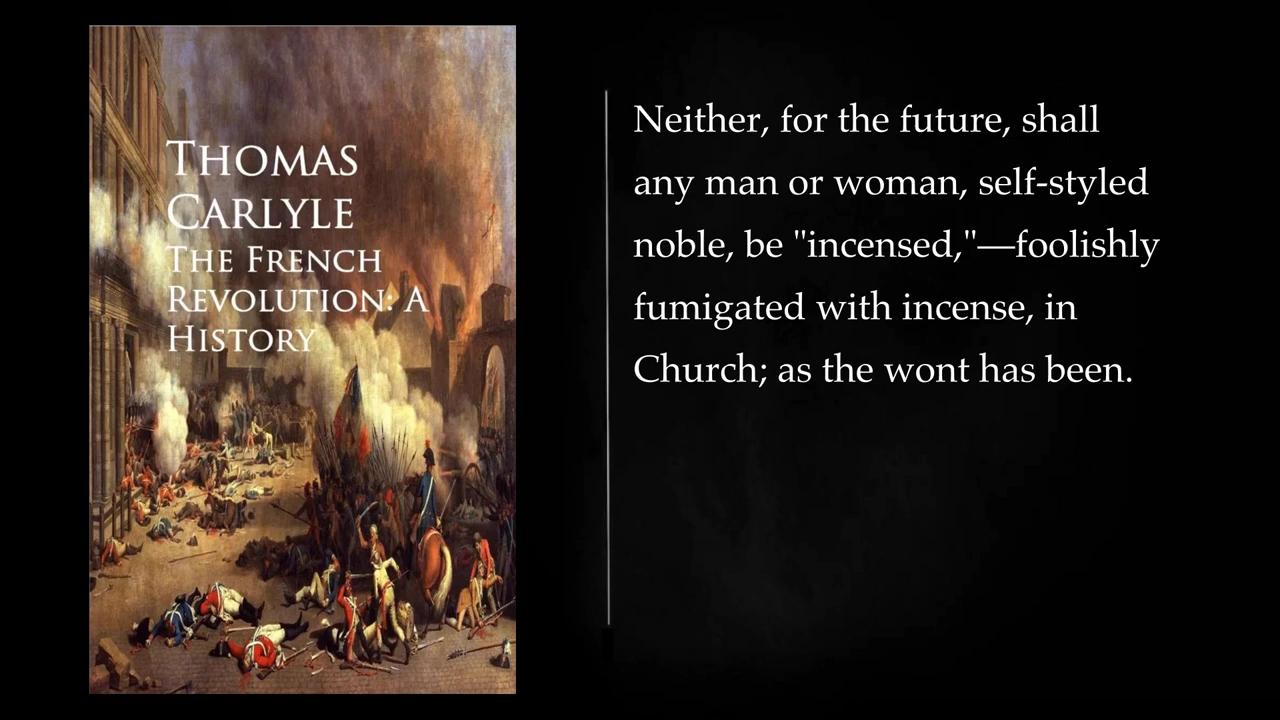 THOMAS
CARLYLE
THE FRENCH
REVOLUTION: A
HISTORY
Neither, for the future, shall
any man or woman, self-styled
noble, be "incensed,"—foolishly
fumigated with incense, in
Church; as the wont has been.